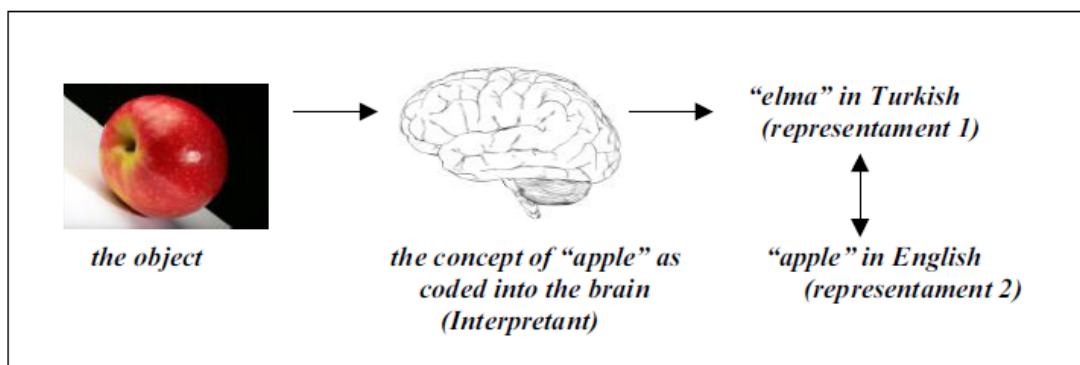 the object
the concept of “apple” as
coded into the brain
(Interpretant)
“elma” in Turkish
(representament 1)
“apple” in English
(representament 2)